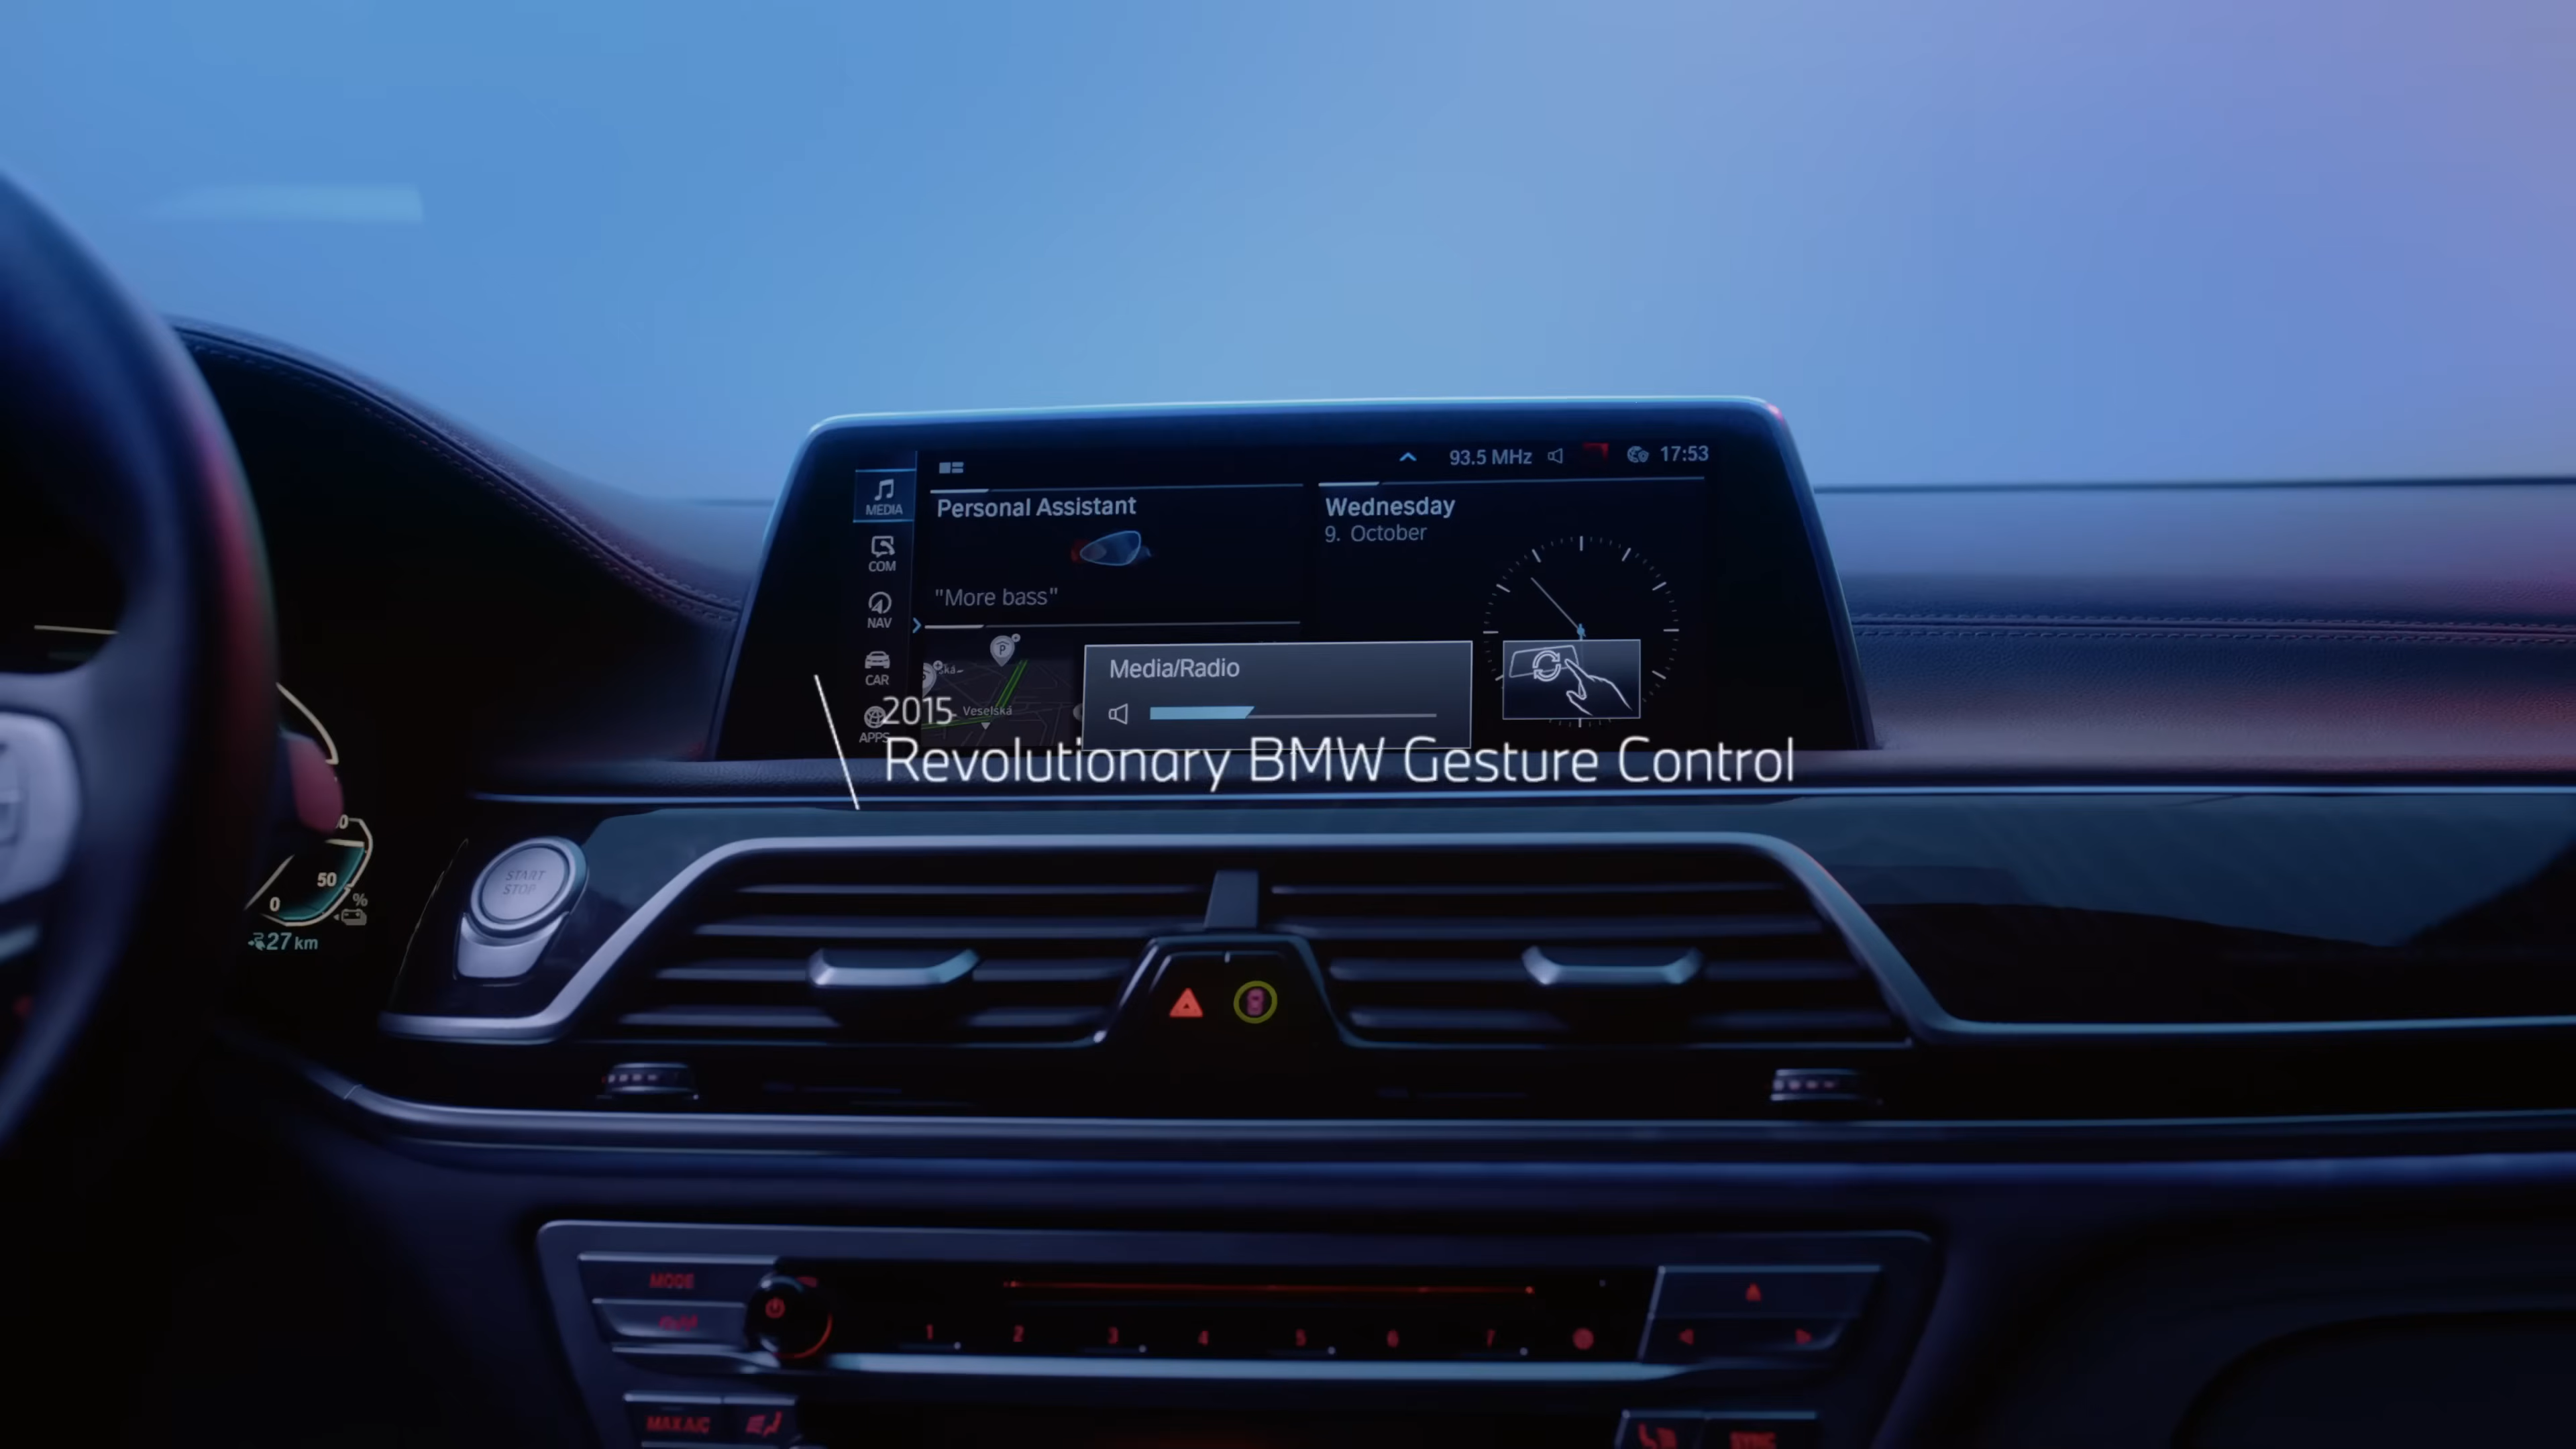 93.5 MHz 17:53
MEDIA
Personal Assistant
Wednesday
9. October
COM
"More bass"
NAV
Media/Radio
CAR
Veselská
2015
APPS
Revolutionary BMW Gesture Control
START
STOP
50
0
%
27 km
MODE
1 2 3 4 5 6 7
MAX A/C
SYNC